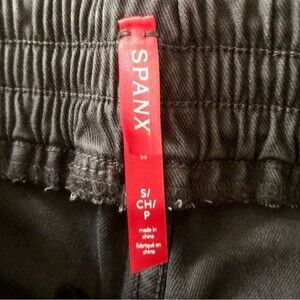 SPANX
S/
CH/
P
made in
china
fabriqué en
chine